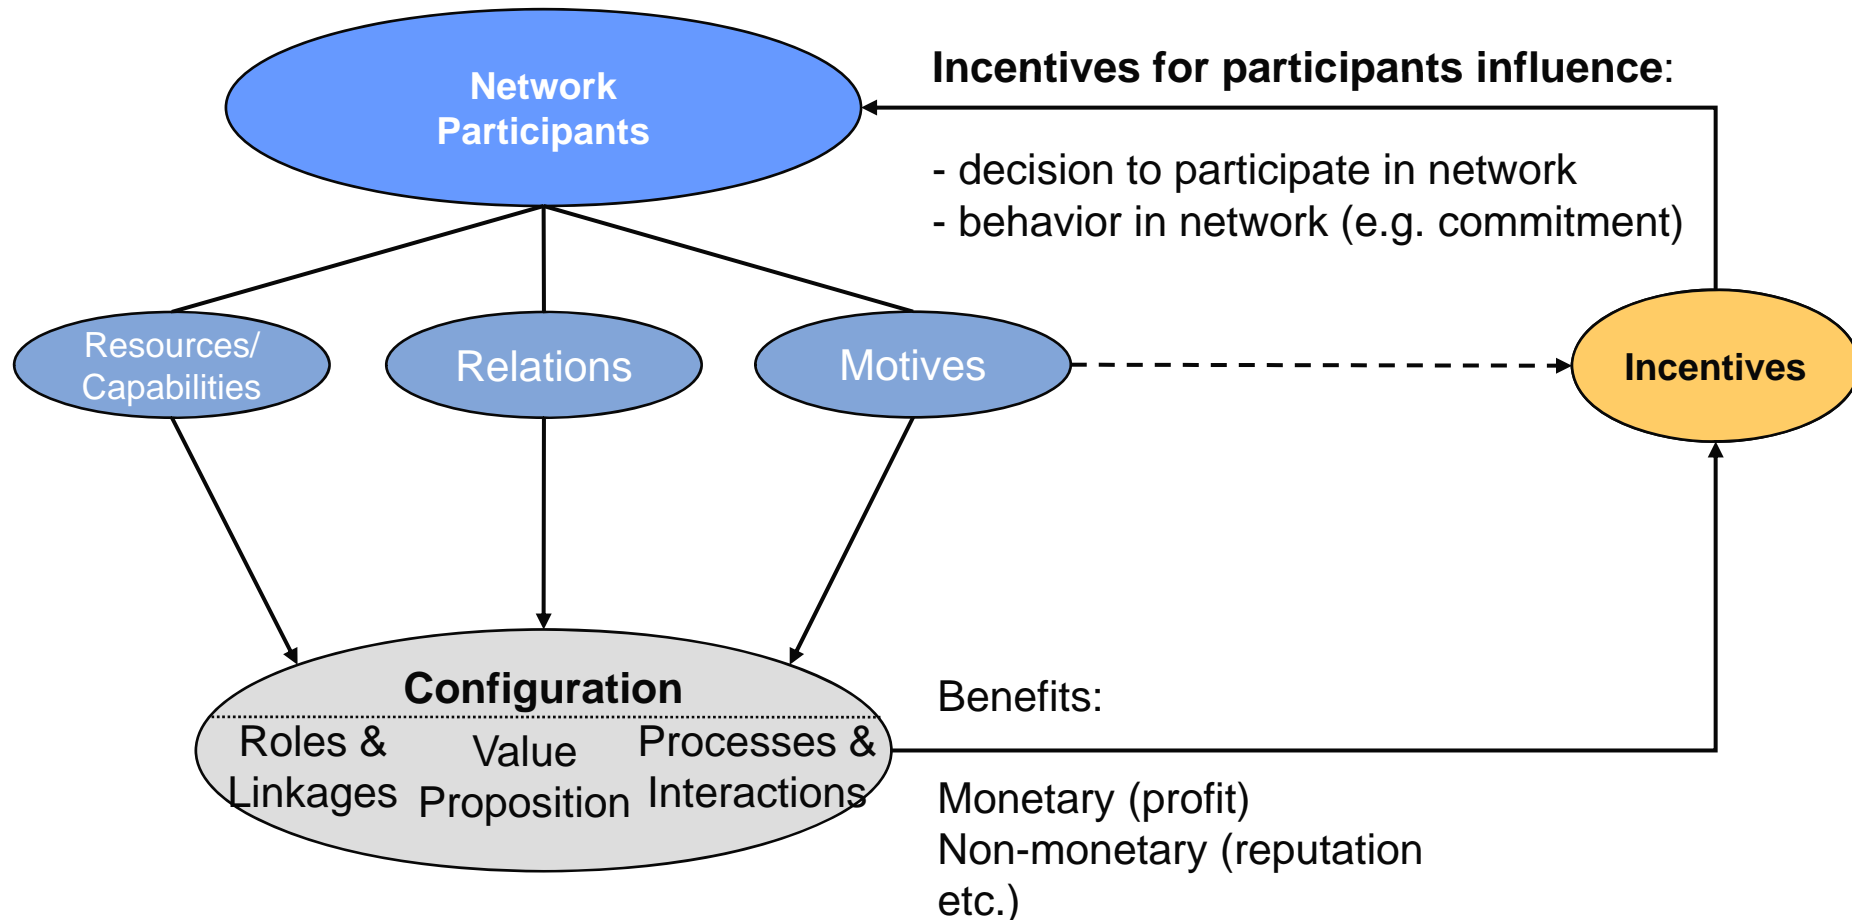 Network
Participants
Incentives for participants influence:
- decision to participate in network
- behavior in network (e.g. commitment)
Resources/
Capabilities
Relations
Motives
Incentives
Configuration
Roles &
Linkages
Value
Proposition
Processes &
Interactions
Benefits:
Monetary (profit)
Non-monetary (reputation
etc.)